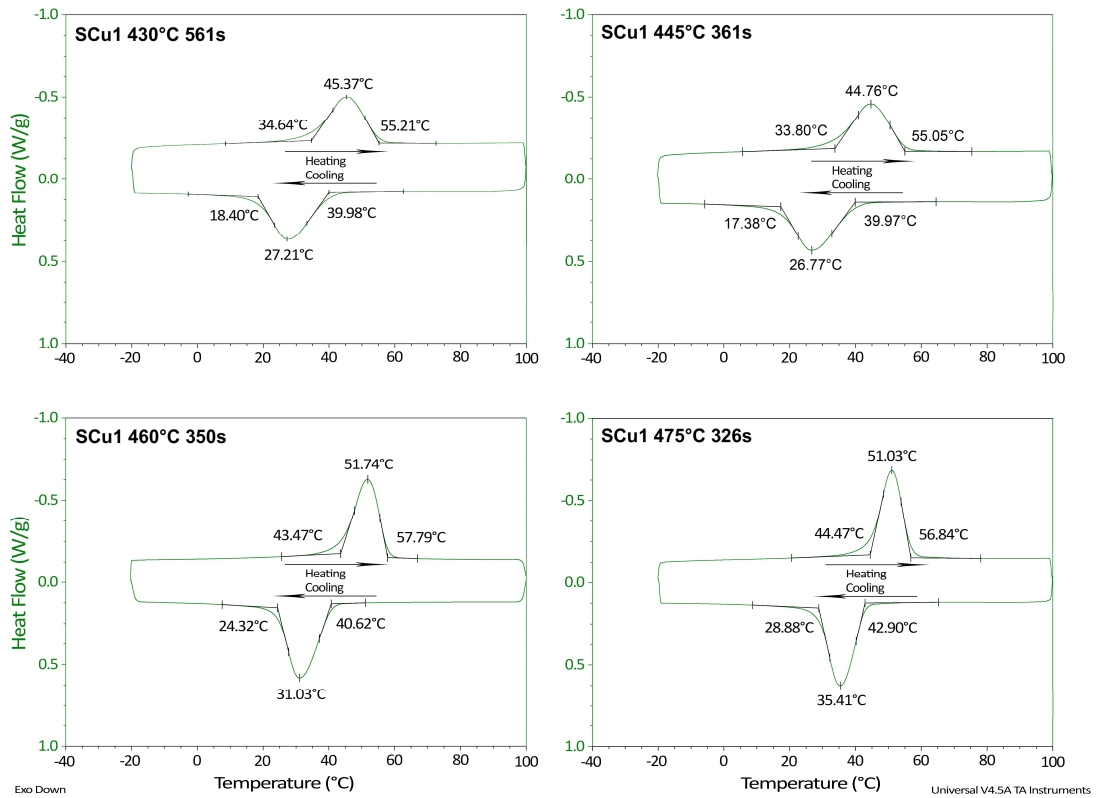 SCu1 430°C 561s
SCu1 445°C 361s
-1.0
-0.5
0.0
0.5
1.0
Heat Flow (W/g)
45.37°C
34.64°C
55.21°C
Heating
Cooling
18.40°C
39.98°C
27.21°C
-40
-20
0
20
40
60
80
100
-1.0
-0.5
0.0
0.5
1.0
44.76°C
33.80°C
55.05°C
Heating
Cooling
17.38°C
39.97°C
26.77°C
-40
-20
0
20
40
60
80
100
SCu1 460°C 350s
SCu1 475°C 326s
-1.0
-0.5
0.0
0.5
1.0
Heat Flow (W/g)
51.74°C
43.47°C
57.79°C
Heating
Cooling
24.32°C
40.62°C
31.03°C
-40
-20
0
20
40
60
80
100
Temperature (°C)
-1.0
-0.5
0.0
0.5
1.0
51.03°C
44.47°C
56.84°C
Heating
Cooling
28.88°C
42.90°C
35.41°C
-40
-20
0
20
40
60
80
100
Temperature (°C)
Exo Down
Universal V4.5A TA Instruments